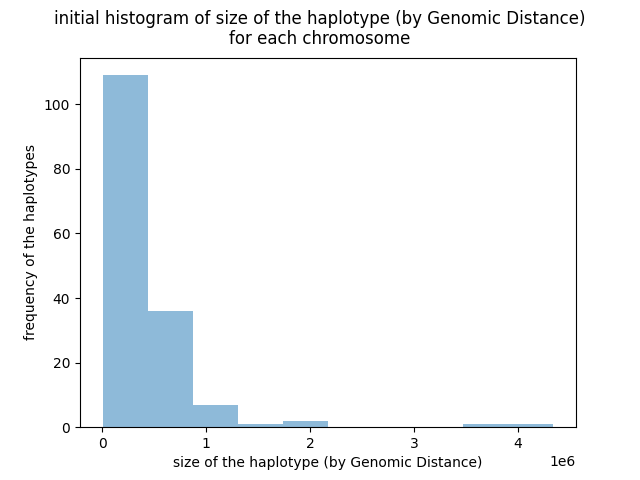 initial histogram of size of the haplotype (by Genomic Distance)
for each chromosome
frequency of the haplotypes
100
80
60
40
20
0
0 1 2 3 4
1e6
size of the haplotype (by Genomic Distance)